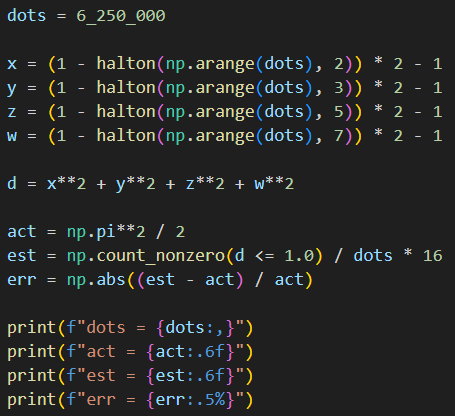 dots = 6_250_000
x = (1 - halton(np.arange(dots), 2)) * 2 - 1
y = (1 - halton(np.arange(dots), 3)) * 2 - 1
z = (1 - halton(np.arange(dots), 5)) * 2 - 1
w = (1 - halton(np.arange(dots), 7)) * 2 - 1
d = x**2 + y**2 + z**2 + w**2
act = np.pi**2 / 2
est = np.count_nonzero(d <= 1.0) / dots * 16
err = np.abs((est - act) / act)
print(f"dots = {dots:,}")
print(f"act = {act:.6f}")
print(f"est = {est:.6f}")
print(f"err = {err:.5%}")